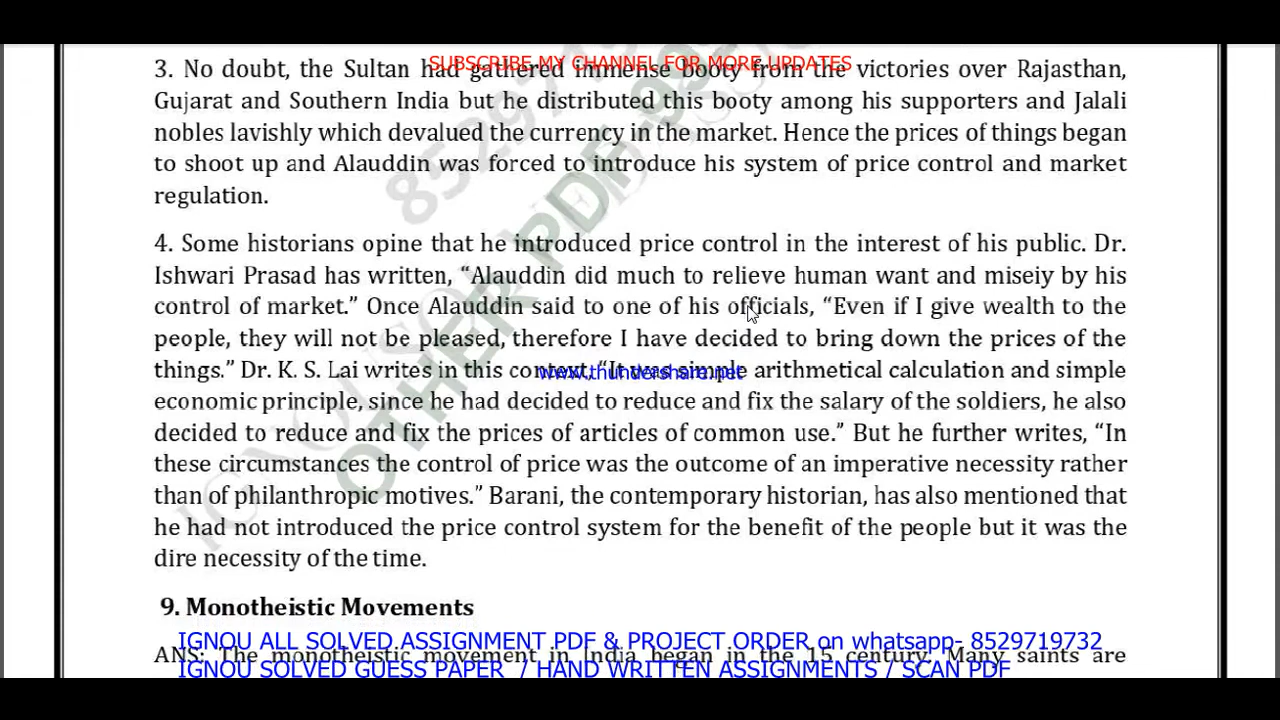 SUBSCRIBE MY CHANNEL FOR MORE UPDATES
3. No doubt, the Sultan had gathered immense booty from the victories over Rajasthan,
Gujarat and Southern India but he distributed this booty among his supporters and Jalali
nobles lavishly which devalued the currency in the market. Hence the prices of things began
to shoot up and Alauddin was forced to introduce his system of price control and market
regulation.
4. Some historians opine that he introduced price control in the interest of his public. Dr.
Ishwari Prasad has written, “Alauddin did much to relieve human want and miseiy by his
control of market.” Once Alauddin said to one of his officials, “Even if I give wealth to the
people, they will not be pleased, therefore I have decided to bring down the prices of the
things.” Dr. K. S. Lai writes in this context, “It was simple arithmetical calculation and simple
www.thundershare.net
economic principle, since he had decided to reduce and fix the salary of the soldiers, he also
decided to reduce and fix the prices of articles of common use.” But he further writes, “In
these circumstances the control of price was the outcome of an imperative necessity rather
than of philanthropic motives.” Barani, the contemporary historian, has also mentioned that
he had not introduced the price control system for the benefit of the people but it was the
dire necessity of the time.
9. Monotheistic Movements
IGNOU ALL SOLVED ASSIGNMENT PDF & PROJECT ORDER on whatsapp- 8529719732
ANS: The monotheistic movement in India began in the 15 century. Many saints are
IGNOU SOLVED GUESS PAPER / HAND WRITTEN ASSIGNMENTS / SCAN PDF
OTHER PDF